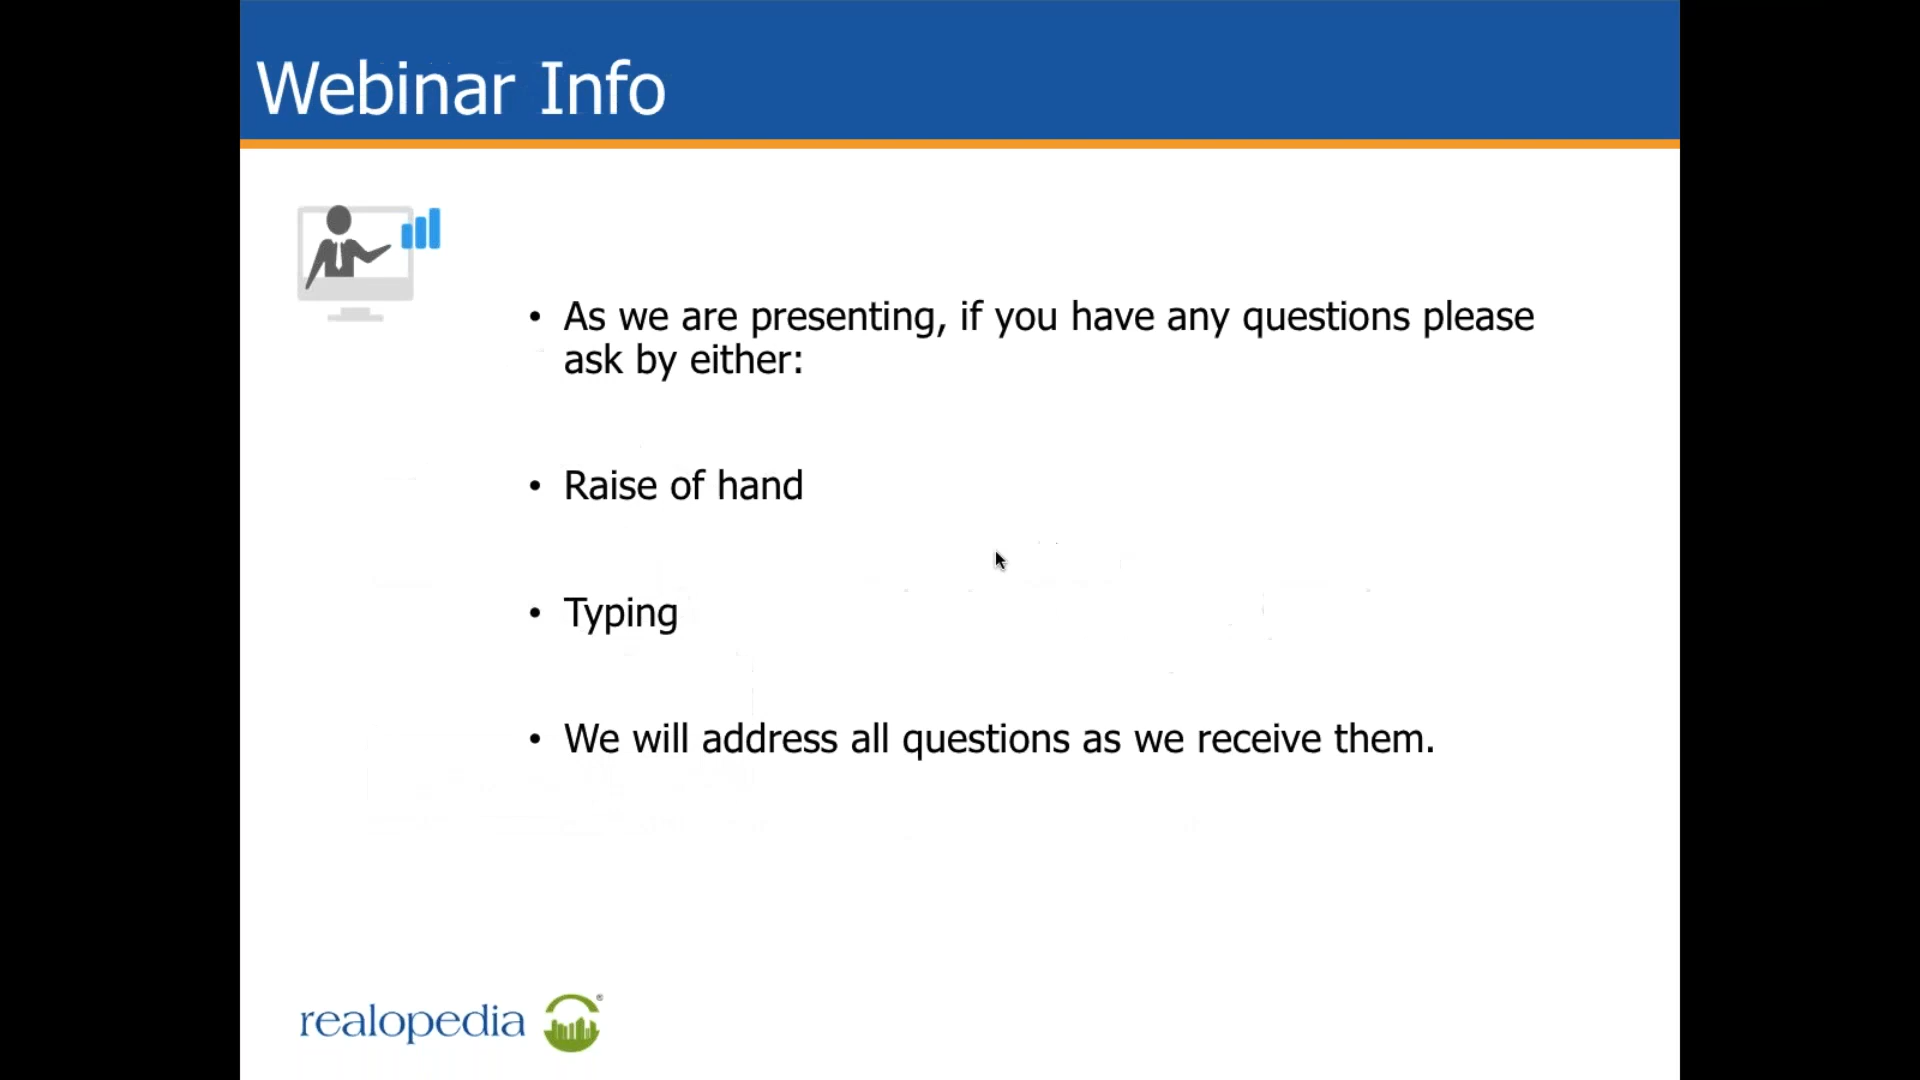 Webinar Info
• As we are presenting, if you have any questions please
ask by either:
• Raise of hand
• Typing
• We will address all questions as we receive them.
realopedia ®